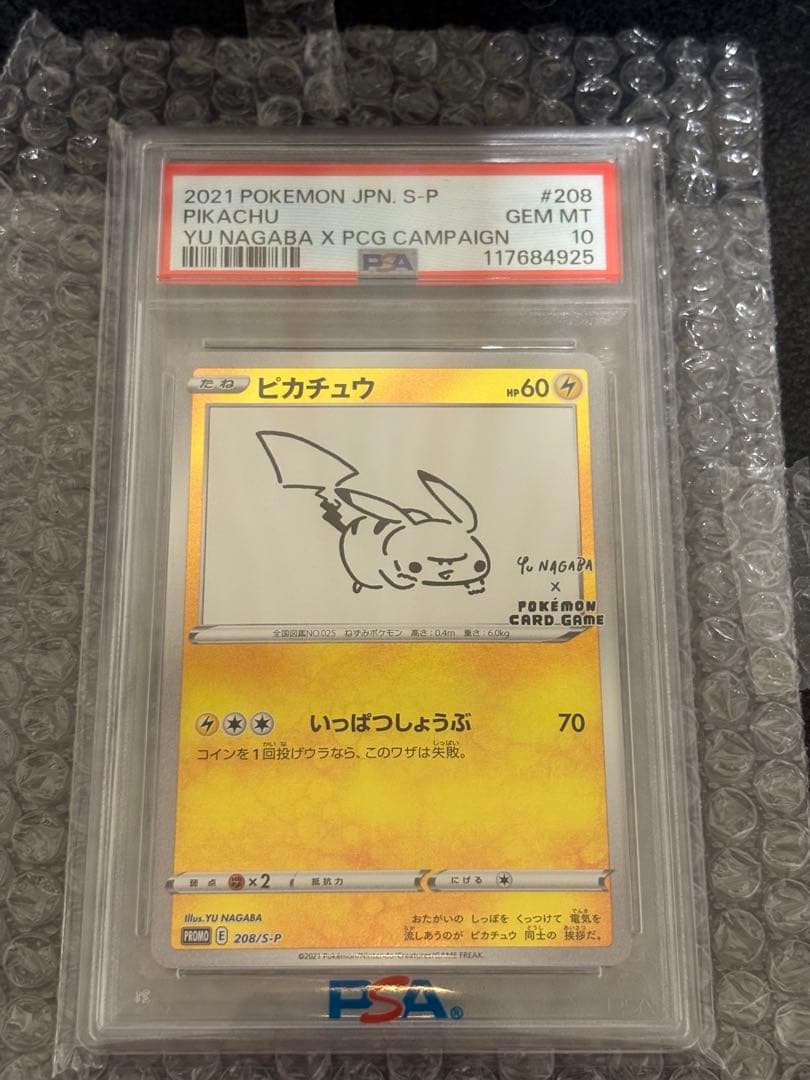 2021 POKEMON JPN. S-P #208
PIKACHU GEM MT
YU NAGABA X PCG CAMPAIGN 10
PSA 117684925
たね ピカチュウ HP60
Yu NAGABA
×
POKÉMON
CARD GAME
全国図鑑NO.025 ねずみポケモン 高さ:0.4m 重さ:6.0kg
いっぱつしょうぶ 70
コインを1回投げウラなら、このワザは失敗。
弱点 ×2 抵抗力 にげる
Illus.YU NAGABA
PROMO E 208/S-P
おたがいの しっぽを くっつけて 電気を
流しあうのが ピカチュウ 同士の 挨拶だ。
©2021 Pokémon/Nintendo/Creatures/GAME FREAK.
PSA®